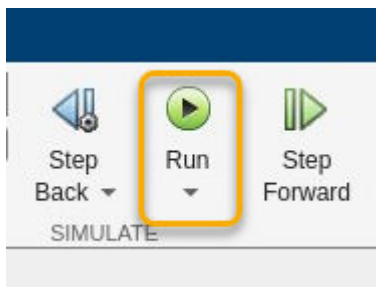 Step
Back
Run
Step
Forward
SIMULATE